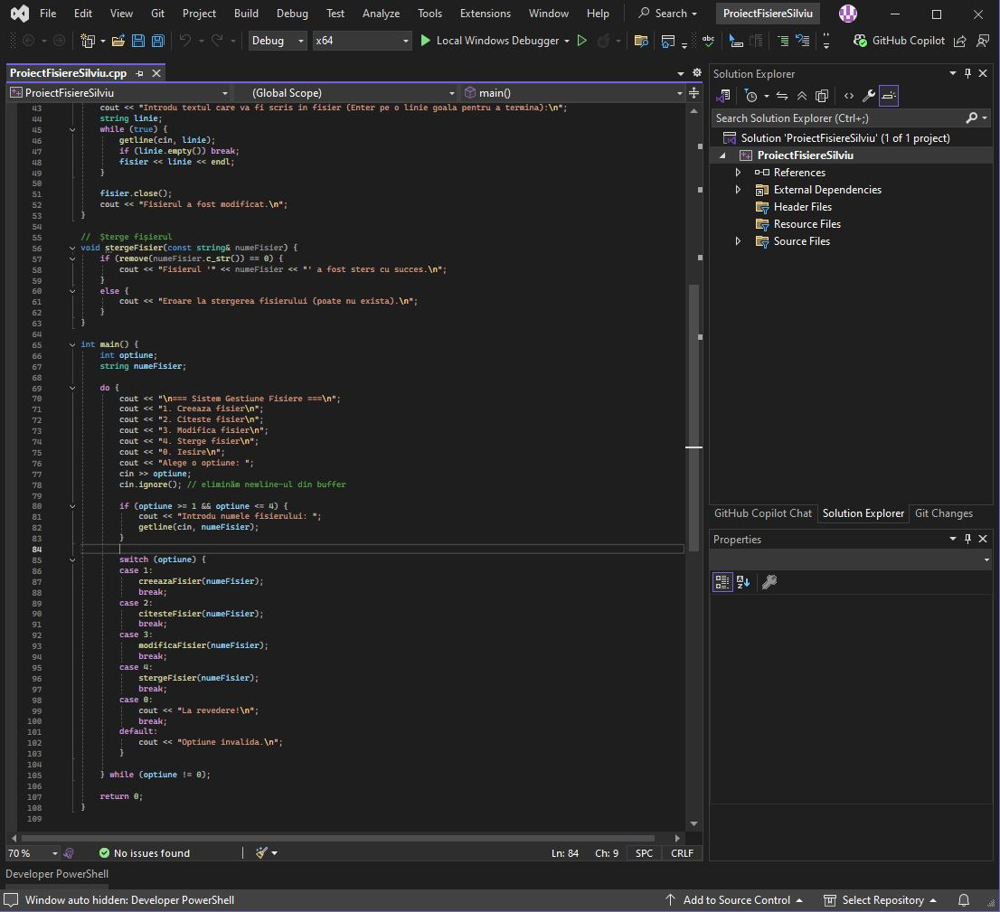 File Edit View Git Project Build Debug Test Analyze Tools Extensions Window Help Search ProiectFisiereSilviu
Debug x64 Local Windows Debugger GitHub Copilot
ProiectFisiereSilviu.cpp
ProiectFisiereSilviu (Global Scope) main()
43 cout << "Introdu textul care va fi scris in fisier (Enter pe o linie goala pentru a termina):\n";
44 string linie;
45 while (true) {
46 getline(cin, linie);
47 if (linie.empty()) break;
48 fisier << linie << endl;
49 }
50
51 fisier.close();
52 cout << "Fisierul a fost modificat.\n";
53 }
54
55 // Șterge fișierul
56 void stergeFisier(const string& numeFisier) {
57 if (remove(numeFisier.c_str()) == 0) {
58 cout << "Fisierul '" << numeFisier << "' a fost sters cu succes.\n";
59 }
60 else {
61 cout << "Eroare la stergerea fisierului (poate nu exista).\n";
62 }
63 }
64
65 int main() {
66 int optiune;
67 string numeFisier;
68
69 do {
70 cout << "\n=== Sistem Gestiune Fisiere ===\n";
71 cout << "1. Creeaza fisier\n";
72 cout << "2. Citeste fisier\n";
73 cout << "3. Modifica fisier\n";
74 cout << "4. Sterge fisier\n";
75 cout << "0. Iesire\n";
76 cout << "Alege o optiune: ";
77 cin >> optiune;
78 cin.ignore(); // eliminăm newline-ul din buffer
79
80 if (optiune >= 1 && optiune <= 4) {
81 cout << "Introdu numele fisierului: ";
82 getline(cin, numeFisier);
83 }
84
85 switch (optiune) {
86 case 1:
87 creeazaFisier(numeFisier);
88 break;
89 case 2:
90 citesteFisier(numeFisier);
91 break;
92 case 3:
93 modificaFisier(numeFisier);
94 break;
95 case 4:
96 stergeFisier(numeFisier);
97 break;
98 case 0:
99 cout << "La revedere!\n";
100 break;
101 default:
102 cout << "Optiune invalida.\n";
103 }
104
105 } while (optiune != 0);
106
107 return 0;
108 }
109
70 % No issues found Ln: 84 Ch: 9 SPC CRLF
Solution Explorer
Search Solution Explorer (Ctrl+;)
Solution 'ProiectFisiereSilviu' (1 of 1 project)
ProiectFisiereSilviu
References
External Dependencies
Header Files
Resource Files
Source Files
GitHub Copilot Chat Solution Explorer Git Changes
Properties
Developer PowerShell
Window auto hidden: Developer PowerShell Add to Source Control Select Repository